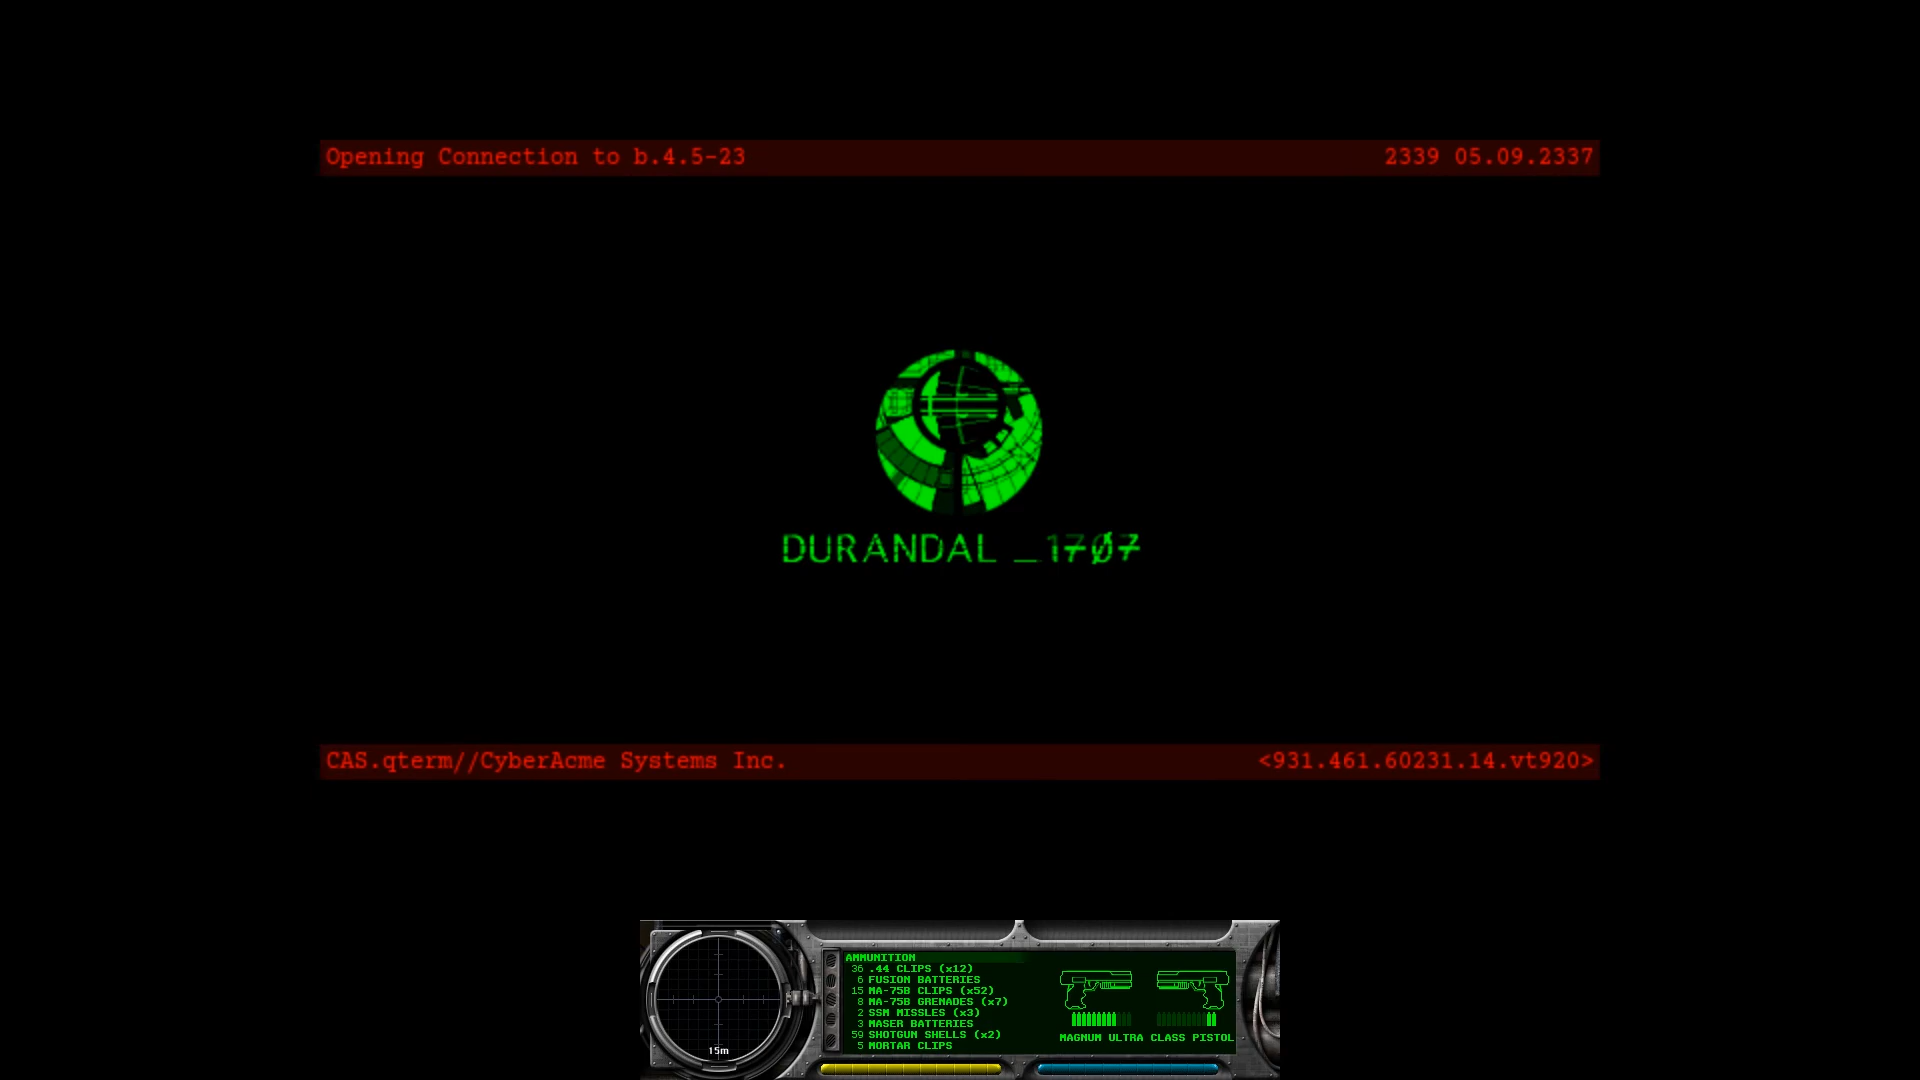 Opening Connection to b.4.5-23 2339 05.09.2337
DURANDAL _1707
CAS.qterm//CyberAcme Systems Inc. <931.461.60231.14.vt920>
AMMUNITION
36 .44 CLIPS (x12)
6 FUSION BATTERIES
15 MA-75B CLIPS (x52)
8 MA-75B GRENADES (x7)
2 SSM MISSLES (x3)
3 MASER BATTERIES
59 SHOTGUN SHELLS (x2)
5 MORTAR CLIPS
MAGNUM ULTRA CLASS PISTOL
15m